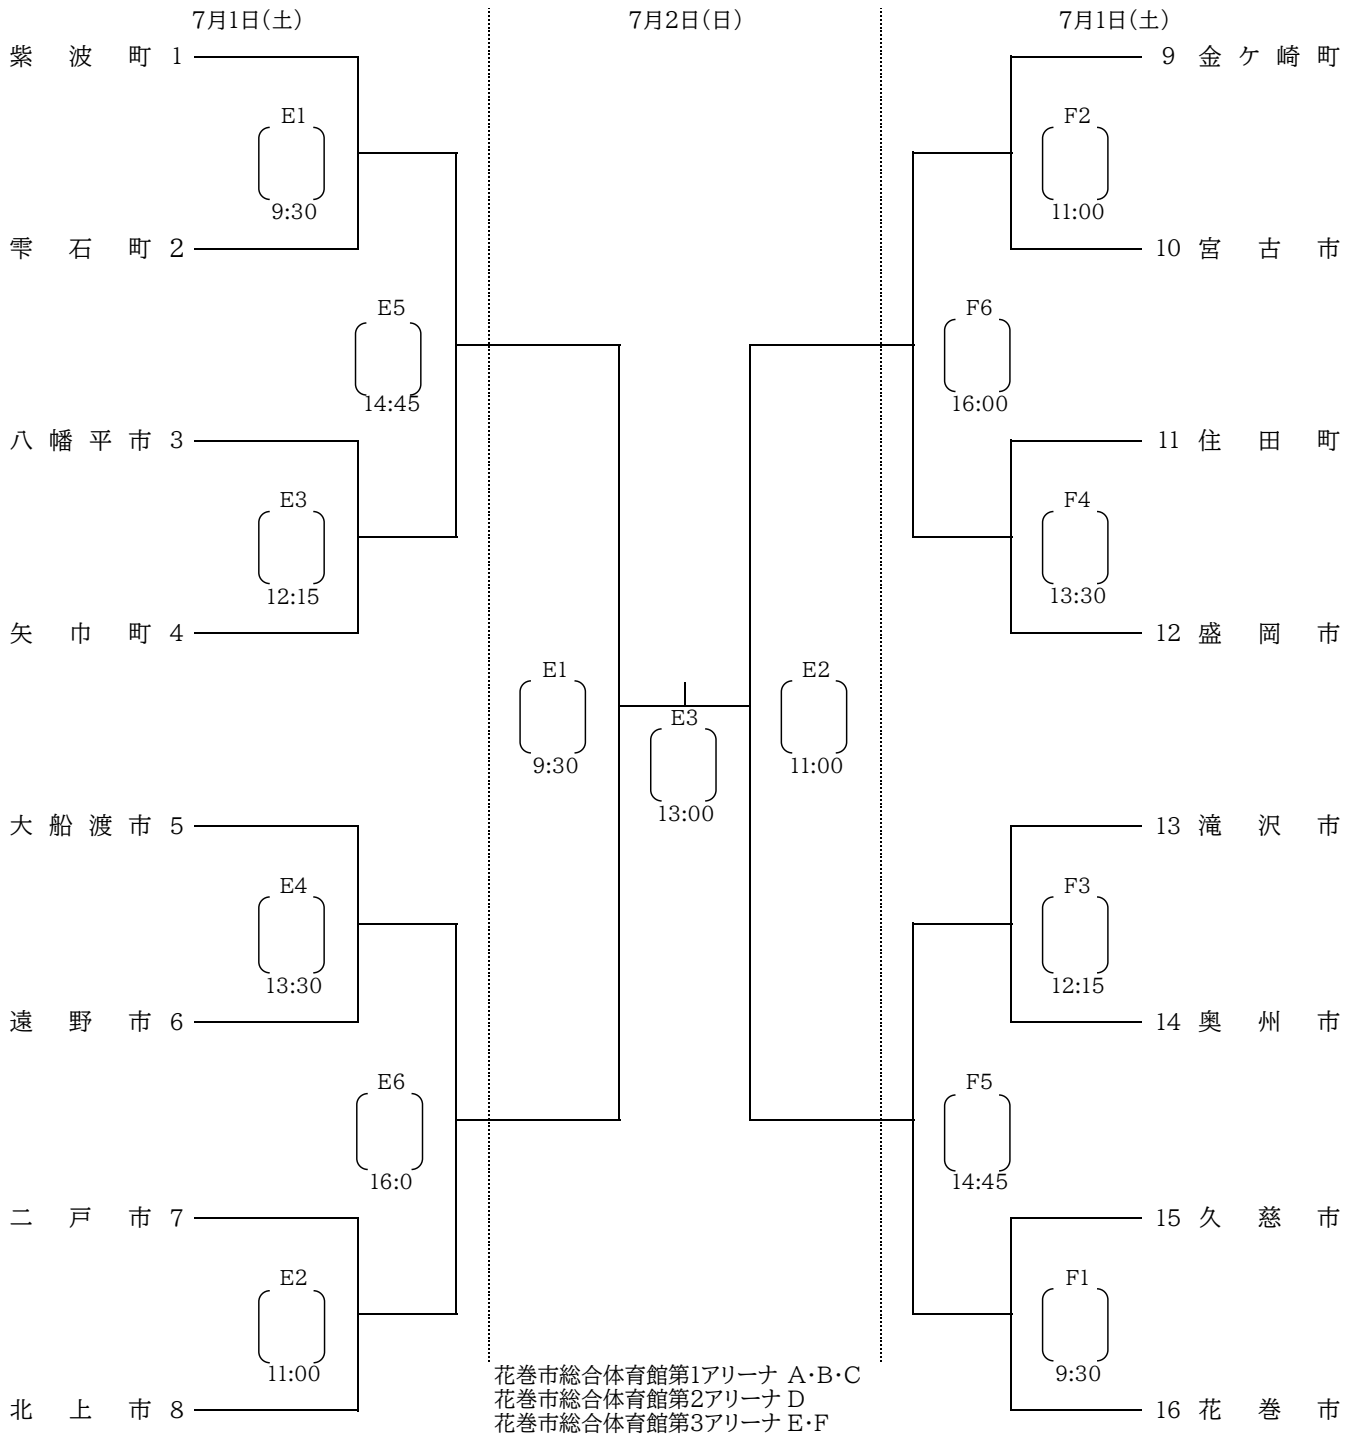 7月1日(土) 7月2日(日) 7月1日(土)
紫波町 1 9 金ケ崎町
E1 F2
9:30 11:00
雫石町 2 10 宮古市
E5 F6
14:45 16:00
八幡平市 3 11 住田町
E3 F4
12:15 13:30
矢巾町 4 12 盛岡市
E1 E2
E3
9:30 11:00
13:00
大船渡市 5 13 滝沢市
E4 F3
13:30 12:15
遠野市 6 14 奥州市
E6 F5
16:0 14:45
二戸市 7 15 久慈市
E2 F1
11:00 9:30
花巻市総合体育館第1アリーナ A・B・C
花巻市総合体育館第2アリーナ D
北上市 8 16 花巻市
花巻市総合体育館第3アリーナ E・F